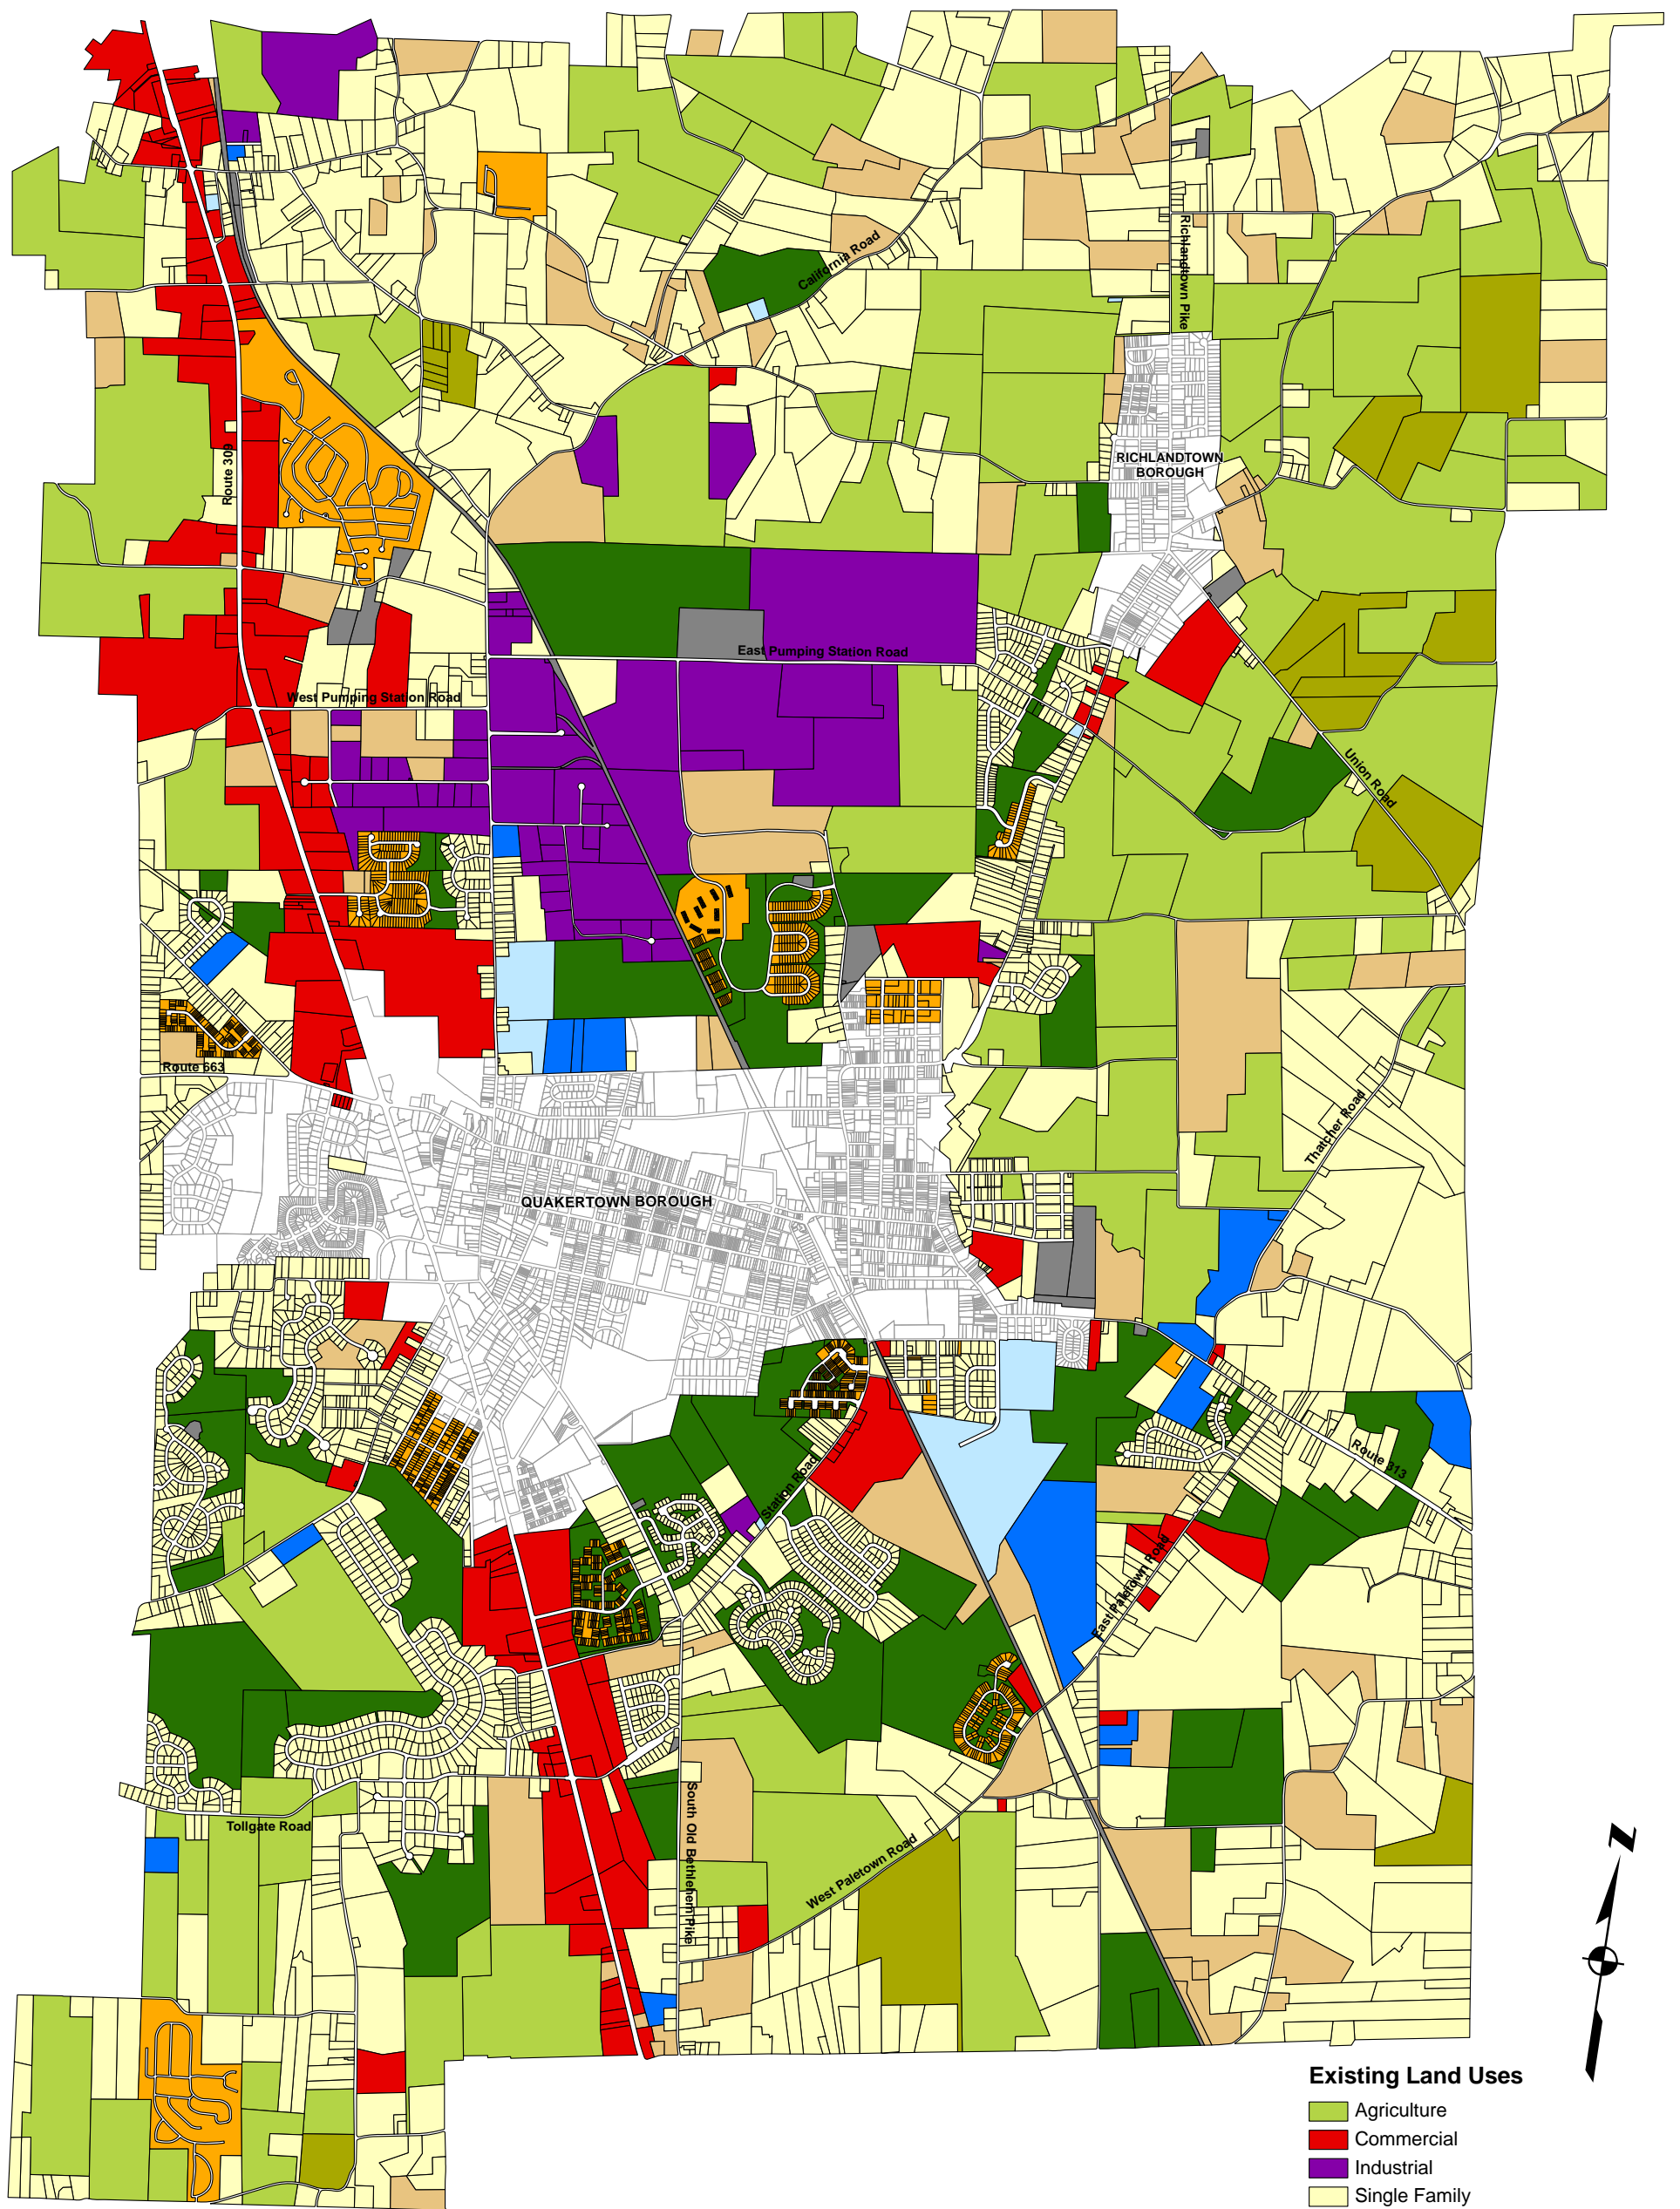 California Road
Richlandtown Pike
Route 309
RICHLANDTOWN
BOROUGH
East Pumping Station Road
West Pumping Station Road
Union Road
Route 663
Thatcher Road
QUAKERTOWN BOROUGH
Station Road
Route 313
East Paletown Road
South Old Bethlehem Pike
Tollgate Road
West Paletown Road
N
Existing Land Uses
Agriculture
Commercial
Industrial
Single Family